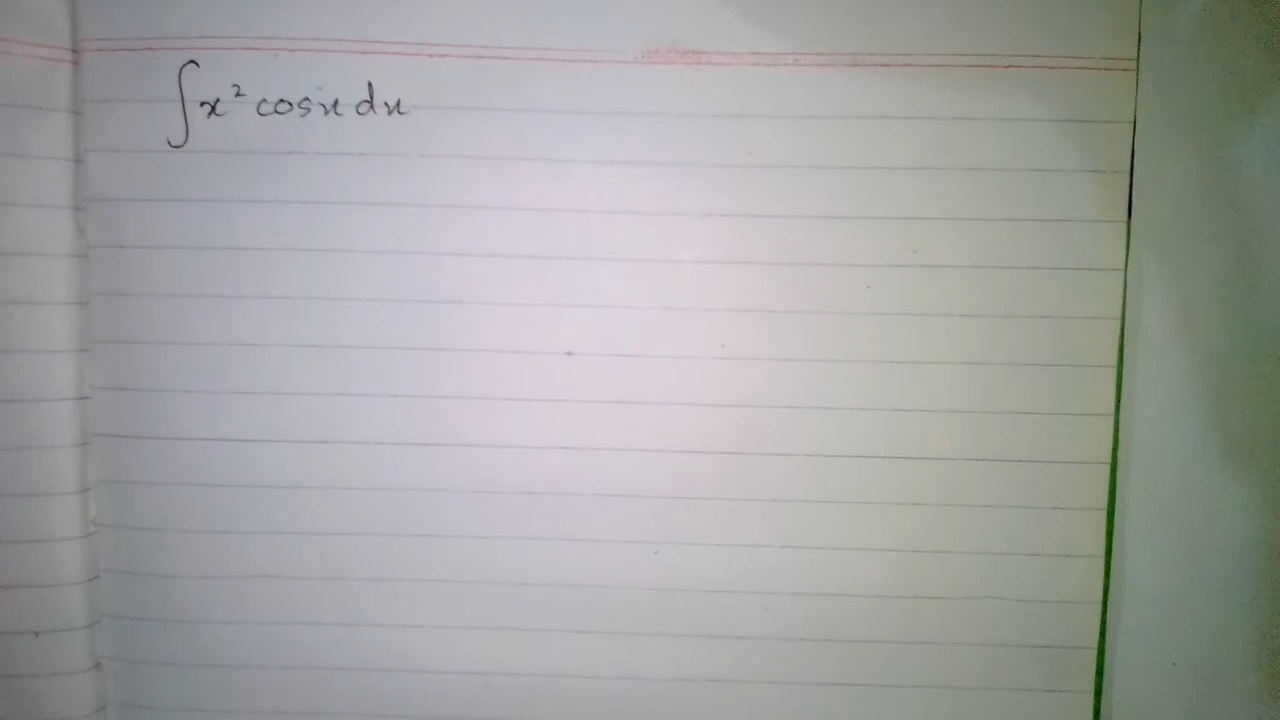 ∫x² cosx dx